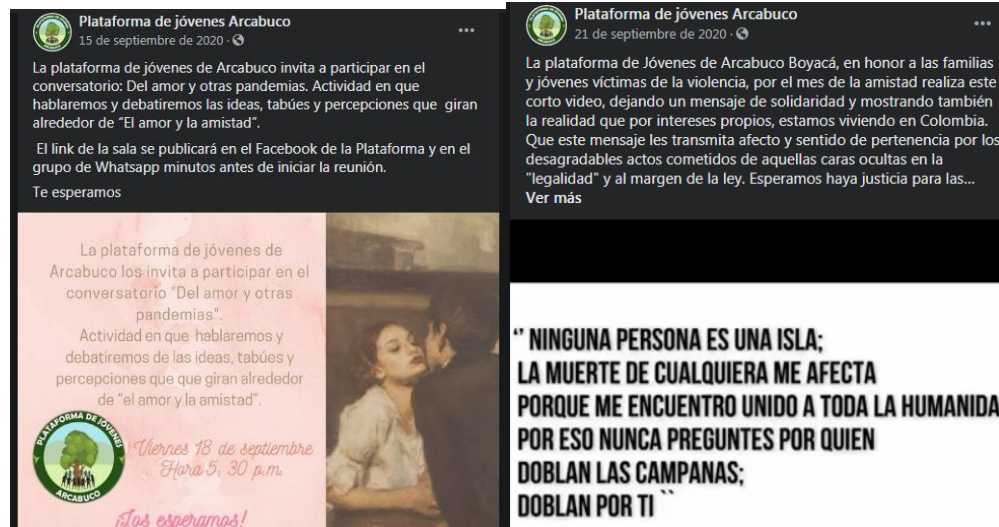 Plataforma de jóvenes Arcabuco
15 de septiembre de 2020 ·
La plataforma de jóvenes de Arcabuco invita a participar en el
conversatorio: Del amor y otras pandemias. Actividad en que
hablaremos y debatiremos las ideas, tabúes y percepciones que giran
alrededor de “El amor y la amistad”.
El link de la sala se publicará en el Facebook de la Plataforma y en el
grupo de Whatsapp minutos antes de iniciar la reunión.
Te esperamos
La plataforma de jóvenes de
Arcabuco los invita a participar en el
conversatorio "Del amor y otras
pandemias".
Actividad en que hablaremos y
debatiremos de las ideas, tabúes y
percepciones que que giran alrededor
de “el amor y la amistad”.
PLATAFORMA DE JÓVENES
ARCABUCO
Viernes 18 de septiembre
Hora 5: 30 p.m.
¡Los esperamos!
Plataforma de jóvenes Arcabuco
21 de septiembre de 2020 ·
La plataforma de Jóvenes de Arcabuco Boyacá, en honor a las familias
y jóvenes víctimas de la violencia, por el mes de la amistad realiza este
corto video, dejando un mensaje de solidaridad y mostrando también
la realidad que por intereses propios, estamos viviendo en Colombia.
Que este mensaje les transmita afecto y sentido de pertenencia por los
desagradables actos cometidos de aquellas caras ocultas en la
"legalidad" y al margen de la ley. Esperamos haya justicia para las...
Ver más
“ NINGUNA PERSONA ES UNA ISLA;
LA MUERTE DE CUALQUIERA ME AFECTA
PORQUE ME ENCUENTRO UNIDO A TODA LA HUMANIDA
POR ESO NUNCA PREGUNTES POR QUIEN
DOBLAN LAS CAMPANAS;
DOBLAN POR TI ``